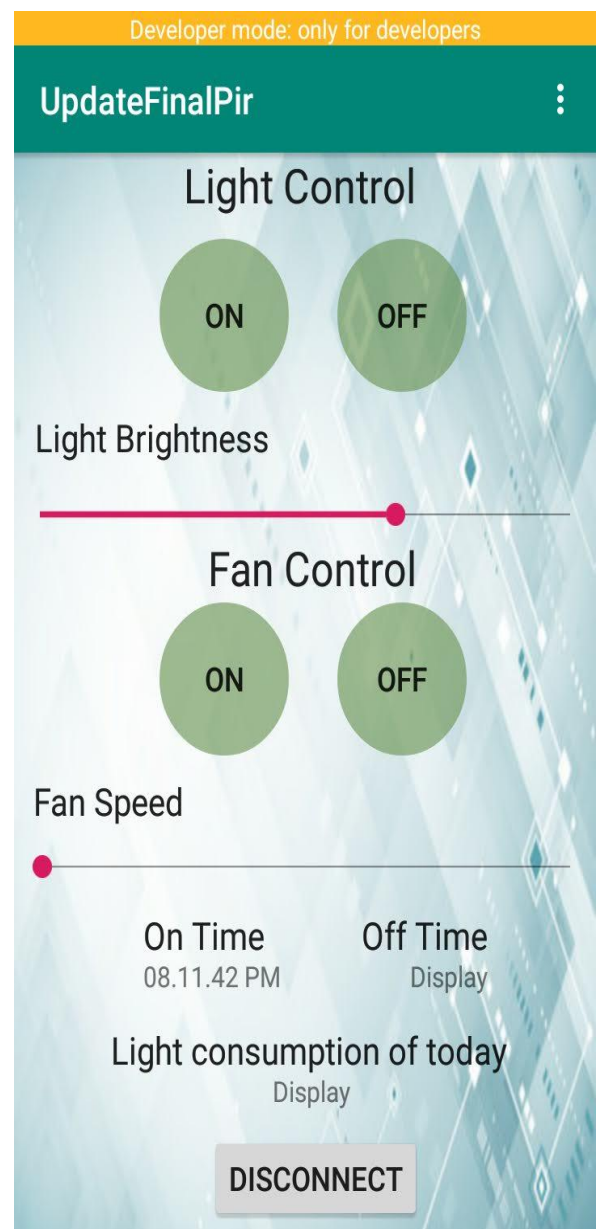 Developer mode: only for developers
UpdateFinalPir
Light Control
ON OFF
Light Brightness
Fan Control
ON OFF
Fan Speed
On Time Off Time
08.11.42 PM Display
Light consumption of today
Display
DISCONNECT